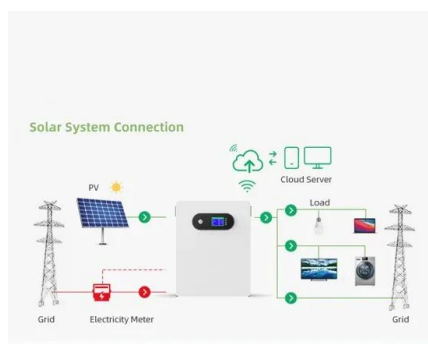 Solar System Connection
Cloud Server
PV
Load
Grid
Electricity Meter
Grid